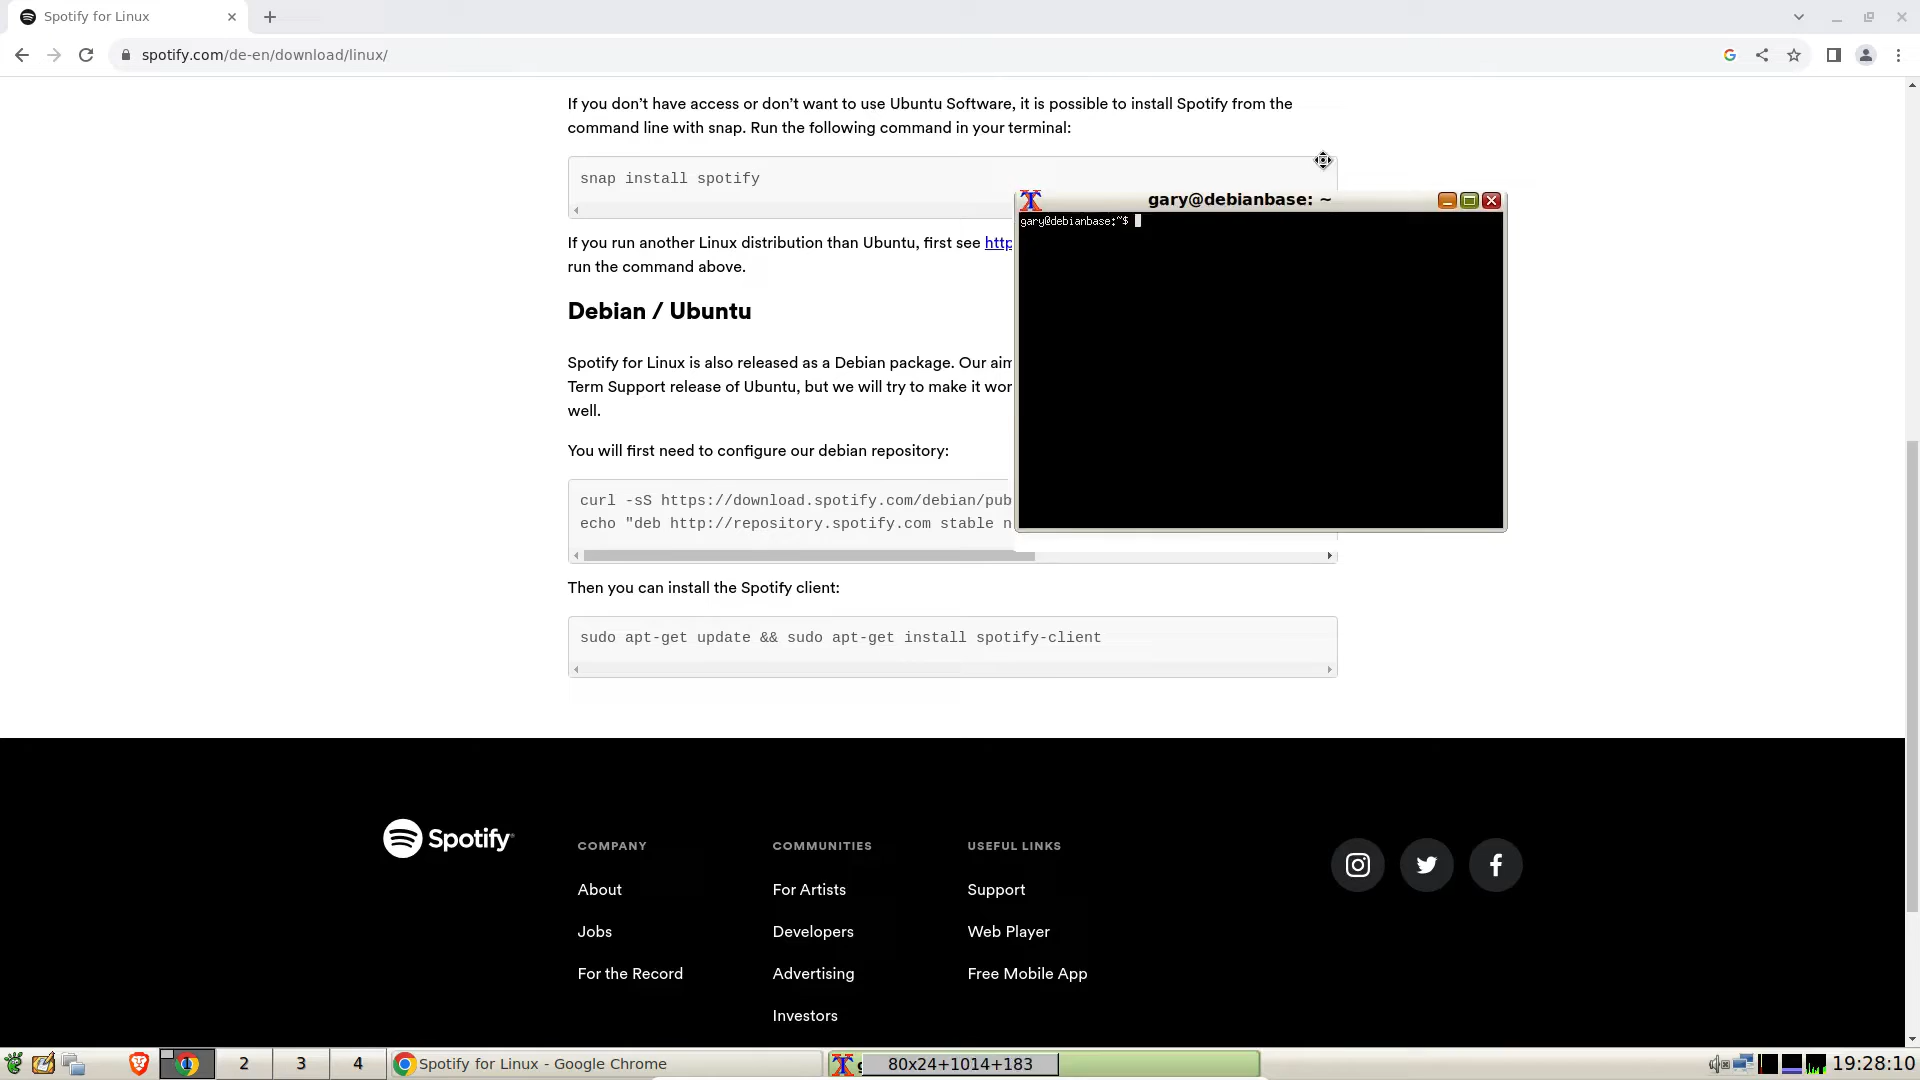 Spotify for Linux
spotify.com/de-en/download/linux/
If you don't have access or don't want to use Ubuntu Software, it is possible to install Spotify from the
command line with snap. Run the following command in your terminal:
snap install spotify
If you run another Linux distribution than Ubuntu, first see http
run the command above.
Debian / Ubuntu
Spotify for Linux is also released as a Debian package. Our aim
Term Support release of Ubuntu, but we will try to make it wor
well.
You will first need to configure our debian repository:
curl -sS https://download.spotify.com/debian/pub
echo "deb http://repository.spotify.com stable n
Then you can install the Spotify client:
sudo apt-get update && sudo apt-get install spotify-client
gary@debianbase: ~
gary@debianbase:~$
Spotify
COMPANY
About
Jobs
For the Record
COMMUNITIES
For Artists
Developers
Advertising
Investors
USEFUL LINKS
Support
Web Player
Free Mobile App
1
2
3
4
Spotify for Linux - Google Chrome
80x24+1014+183
19:28:10